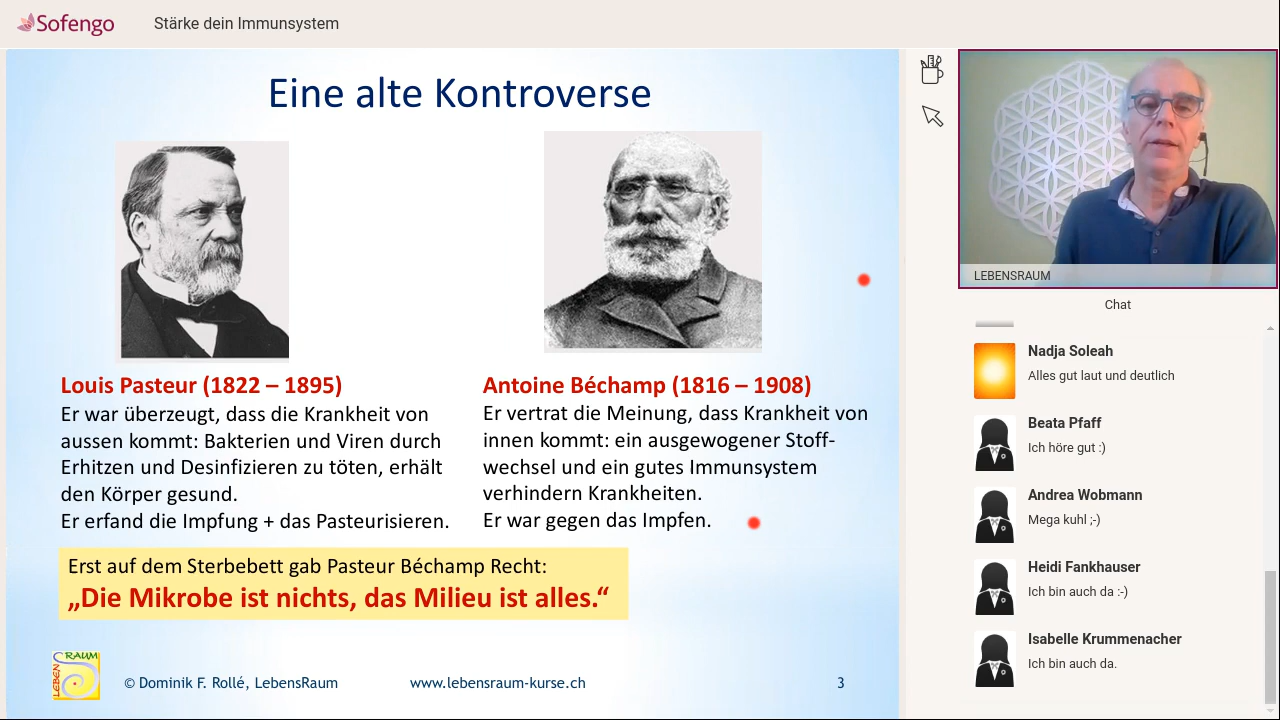 Sofengo
Stärke dein Immunsystem
Eine alte Kontroverse
Louis Pasteur (1822 – 1895)
Er war überzeugt, dass die Krankheit von
aussen kommt: Bakterien und Viren durch
Erhitzen und Desinfizieren zu töten, erhält
den Körper gesund.
Er erfand die Impfung + das Pasteurisieren.
Antoine Béchamp (1816 – 1908)
Er vertrat die Meinung, dass Krankheit von
innen kommt: ein ausgewogener Stoff-
wechsel und ein gutes Immunsystem
verhindern Krankheiten.
Er war gegen das Impfen.
Erst auf dem Sterbebett gab Pasteur Béchamp Recht:
„Die Mikrobe ist nichts, das Milieu ist alles.“
LEBEN
RAUM
© Dominik F. Rollé, LebensRaum
www.lebensraum-kurse.ch
3
LEBENSRAUM
Chat
Nadja Soleah
Alles gut laut und deutlich
Beata Pfaff
Ich höre gut :)
Andrea Wobmann
Mega kuhl ;-)
Heidi Fankhauser
Ich bin auch da :-)
Isabelle Krummenacher
Ich bin auch da.